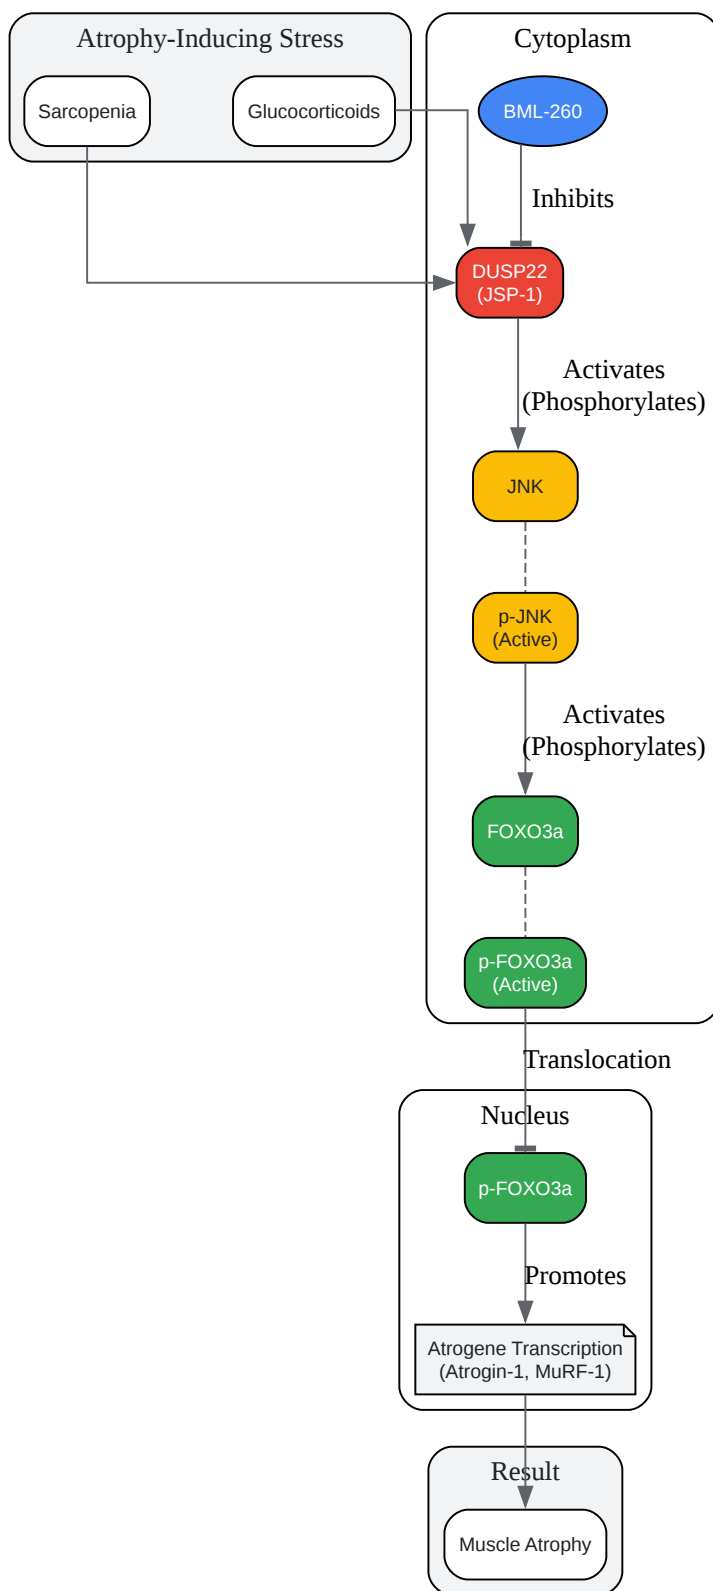 Atrophy-Inducing Stress
Cytoplasm
Sarcopenia
Glucocorticoids
BML-260
Inhibits
DUSP22
(JSP-1)
Activates
(Phosphorylates)
JNK
p-JNK
(Active)
Activates
(Phosphorylates)
FOXO3a
p-FOXO3a
(Active)
Translocation
Nucleus
p-FOXO3a
Promotes
Atrogene Transcription
(Atrogin-1, MuRF-1)
Result
Muscle Atrophy